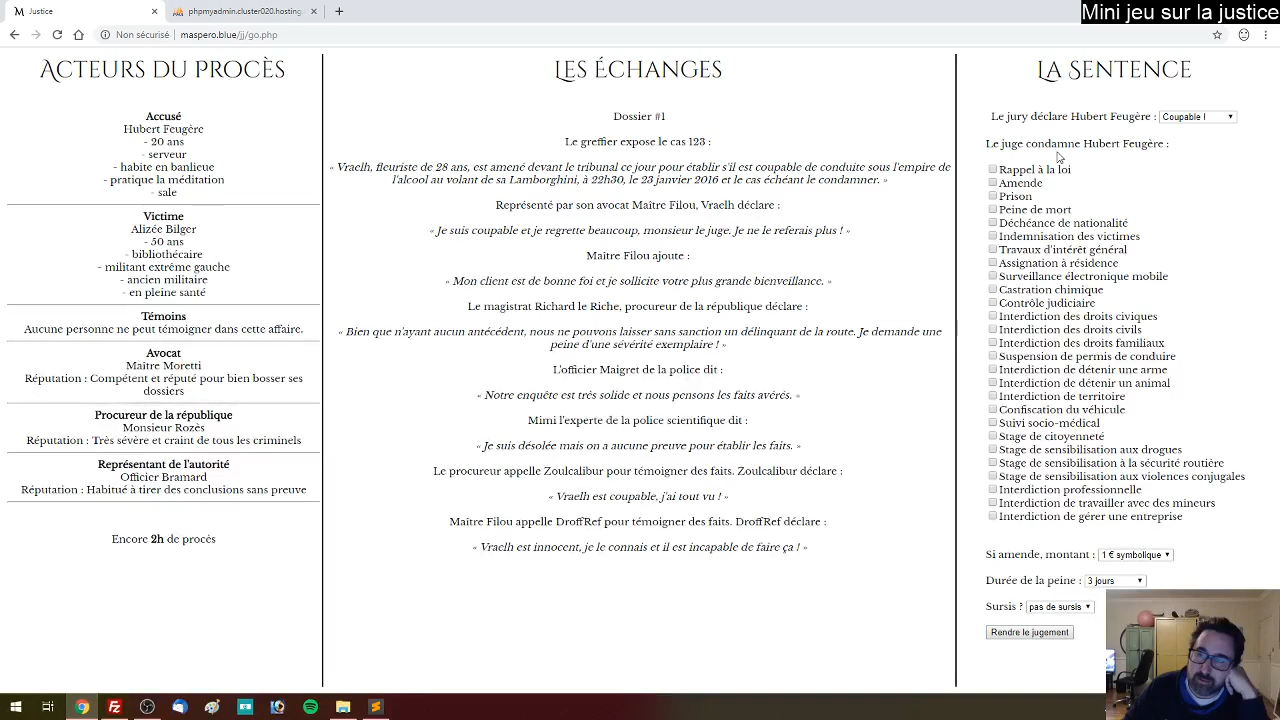 Justice
phpmyadmin.cluster020.hosting
Mini jeu sur la justice
Non sécurisé
maspero.blue/jj/go.php
Acteurs du procès
Accusé
Hubert Feugère
- 20 ans
- serveur
- habite en banlieue
- pratique la méditation
- sale
Victime
Alizée Bilger
- 50 ans
- bibliothécaire
- militant extrême gauche
- ancien militaire
- en pleine santé
Témoins
Aucune personne ne peut témoigner dans cette affaire.
Avocat
Maître Moretti
Réputation : Compétent et réputé pour bien bosser ses
dossiers
Procureur de la république
Monsieur Rozès
Réputation : Très sévère et craint de tous les criminels
Représentant de l'autorité
Officier Bramard
Réputation : Habitué à tirer des conclusions sans preuve
Encore 2h de procès
Les échanges
Dossier #1
Le greffier expose le cas 123 :
« Vraelh, fleuriste de 28 ans, est amené devant le tribunal ce jour pour établir s'il est coupable de conduite sous l'empire de
l'alcool au volant de sa Lamborghini, à 22h30, le 23 janvier 2016 et le cas échéant le condamner. »
Représenté par son avocat Maître Filou, Vraelh déclare :
« Je suis coupable et je regrette beaucoup, monsieur le juge. Je ne le referais plus ! »
Maître Filou ajoute :
« Mon client est de bonne foi et je sollicite votre plus grande bienveillance. »
Le magistrat Richard le Riche, procureur de la république déclare :
« Bien que n'ayant aucun antécédent, nous ne pouvons laisser sans sanction un délinquant de la route. Je demande une
peine d'une sévérité exemplaire ! »
L'officier Maigret de la police dit :
« Notre enquête est très solide et nous pensons les faits avérés. »
Mimi l'experte de la police scientifique dit :
« Je suis désolée mais on a aucune preuve pour établir les faits. »
Le procureur appelle Zoulcalibur pour témoigner des faits. Zoulcalibur déclare :
« Vraelh est coupable, j'ai tout vu ! »
Maître Filou appelle DroffRef pour témoigner des faits. DroffRef déclare :
« Vraelh est innocent, je le connais et il est incapable de faire ça ! »
La Sentence
Le jury déclare Hubert Feugère : Coupable !
Le juge condamne Hubert Feugère :
Rappel à la loi
Amende
Prison
Peine de mort
Déchéance de nationalité
Indemnisation des victimes
Travaux d'intérêt général
Assignation à résidence
Surveillance électronique mobile
Castration chimique
Contrôle judiciaire
Interdiction des droits civiques
Interdiction des droits civils
Interdiction des droits familiaux
Suspension de permis de conduire
Interdiction de détenir une arme
Interdiction de détenir un animal
Interdiction de territoire
Confiscation du véhicule
Suivi socio-médical
Stage de citoyenneté
Stage de sensibilisation aux drogues
Stage de sensibilisation à la sécurité routière
Stage de sensibilisation aux violences conjugales
Interdiction professionnelle
Interdiction de travailler avec des mineurs
Interdiction de gérer une entreprise
Si amende, montant : 1 € symbolique
Durée de la peine : 3 jours
Sursis ? pas de sursis
Rendre le jugement